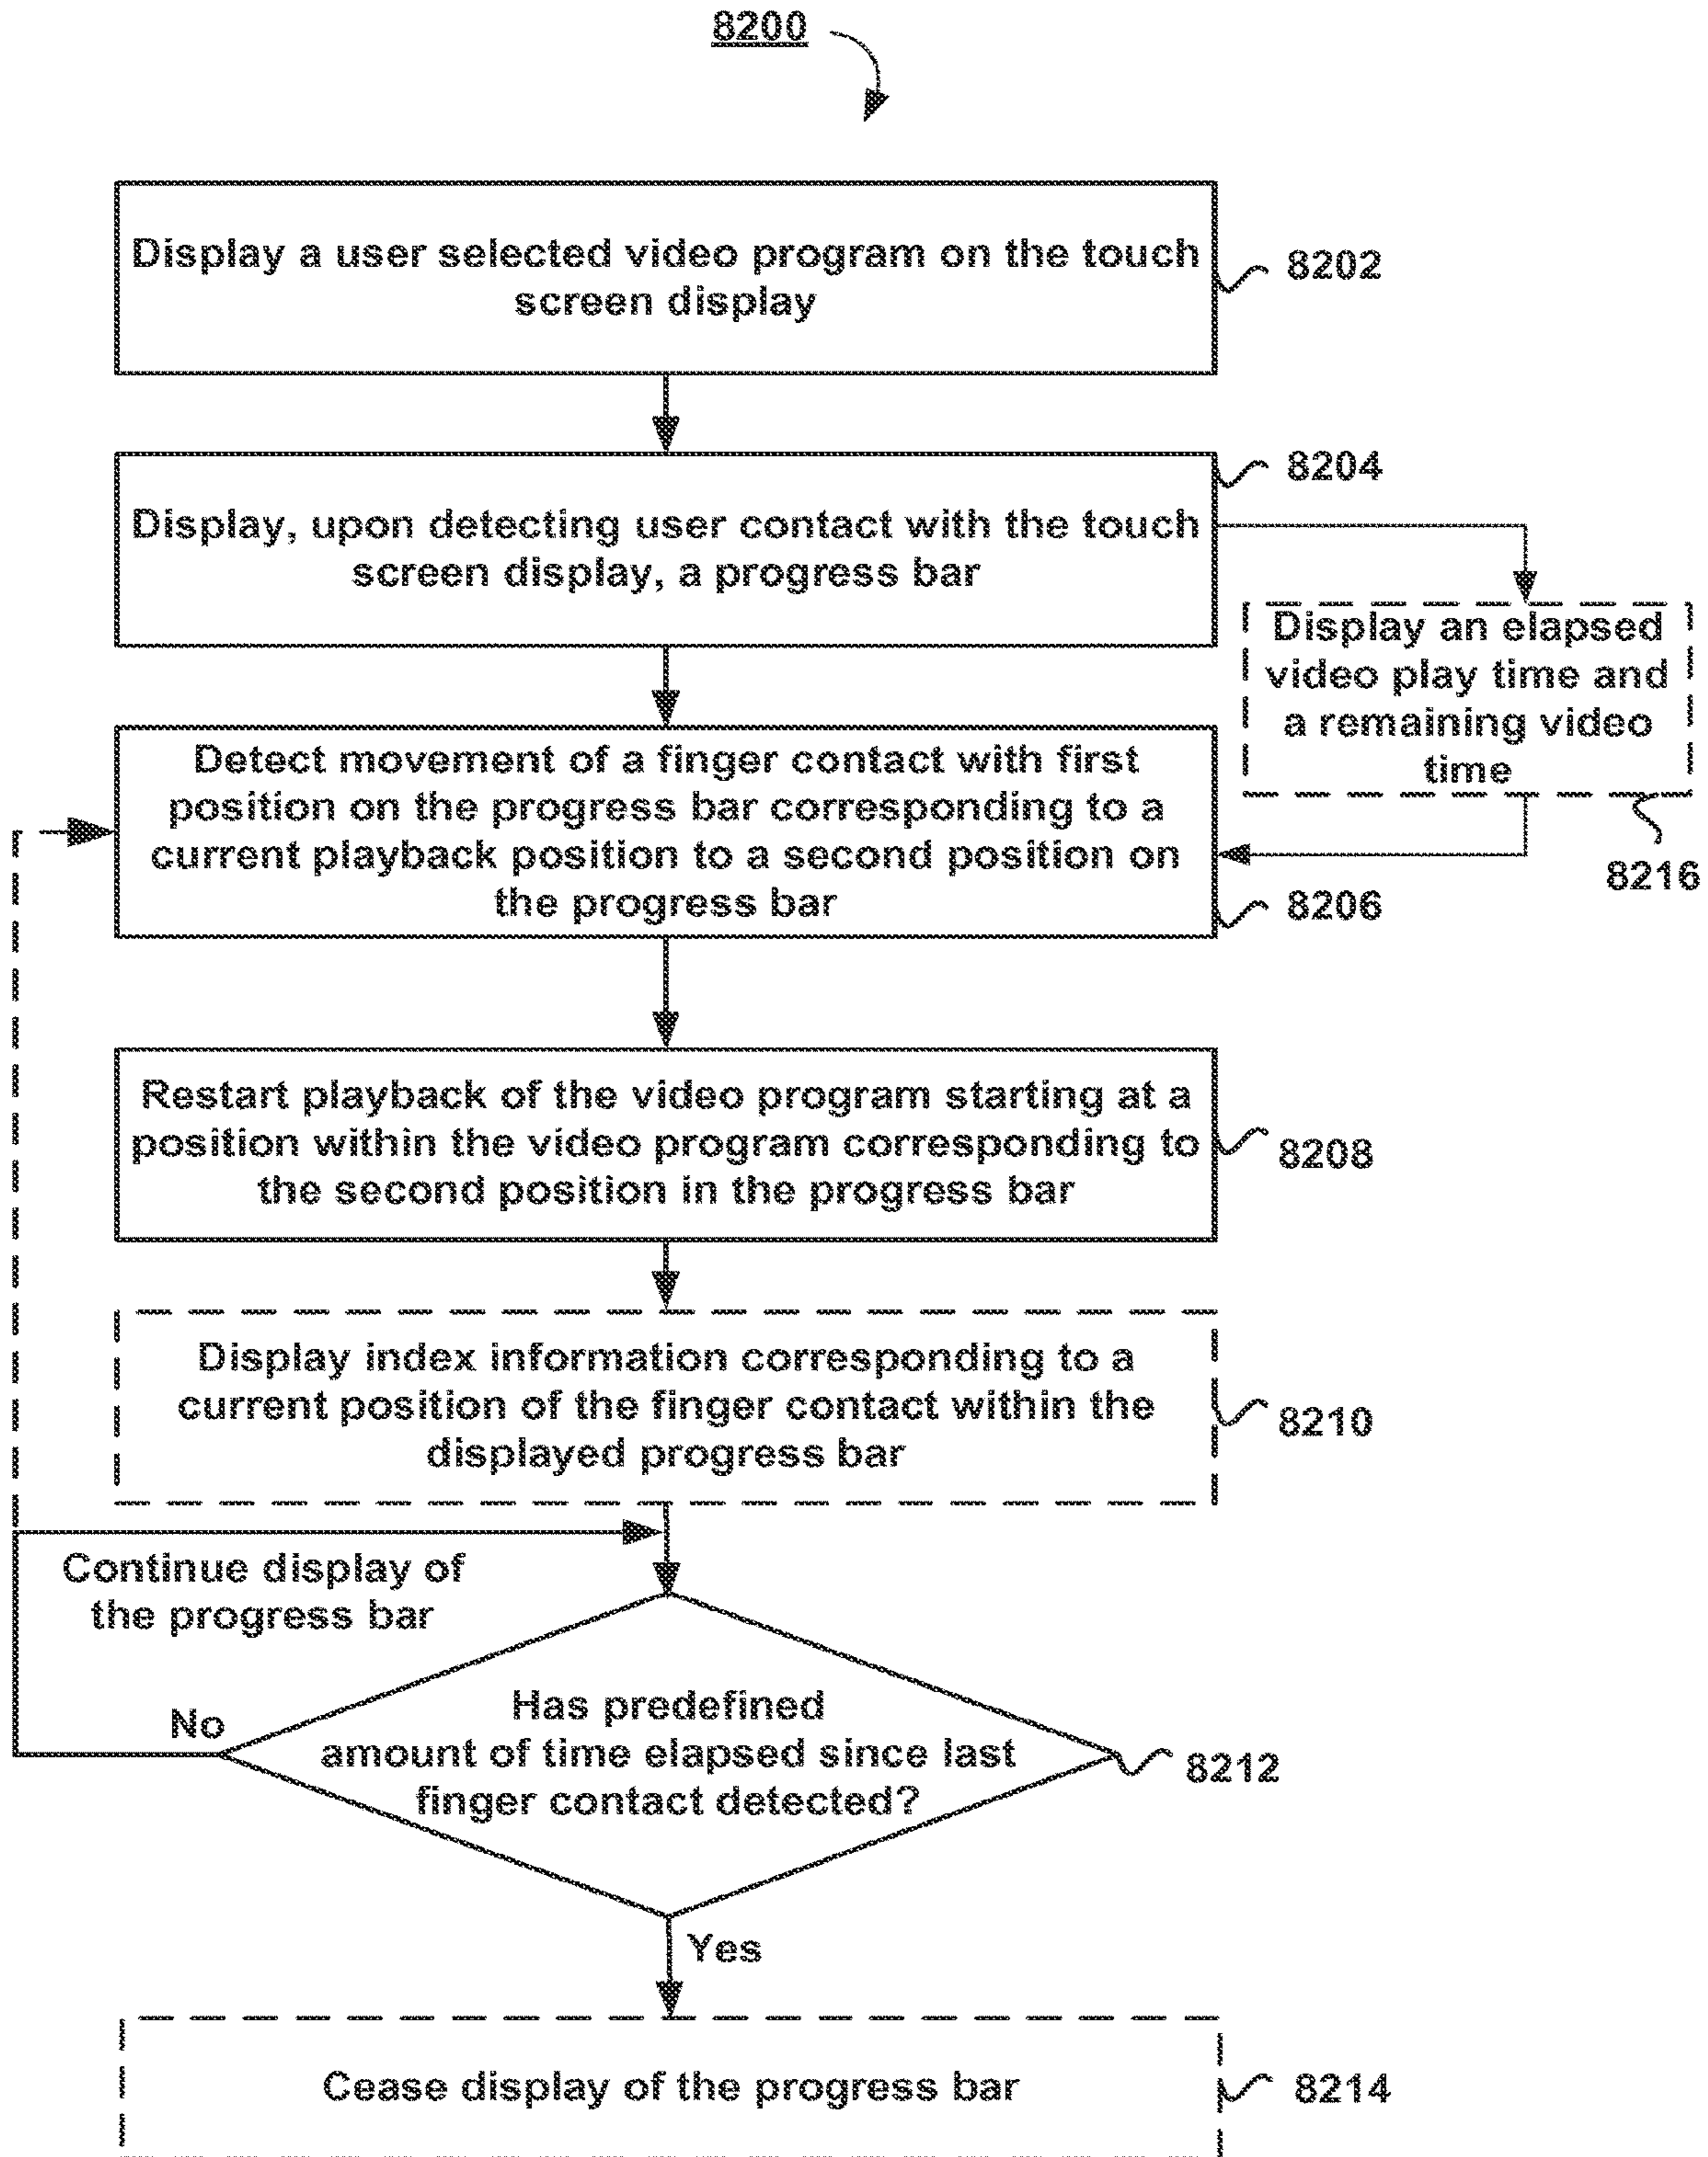 8200
Display a user selected video program on the touch
screen display
8202
8204
Display, upon detecting user contact with the touch
screen display, a progress bar
Display an elapsed
video play time and
a remaining video
time
8216
Detect movement of a finger contact with first
position on the progress bar corresponding to a
current playback position to a second position on
the progress bar
8206
Restart playback of the video program starting at a
position within the video program corresponding to
the second position in the progress bar
8208
Display index information corresponding to a
current position of the finger contact within the
displayed progress bar
8210
Continue display of
the progress bar
No
Has predefined
amount of time elapsed since last
finger contact detected?
8212
Yes
Cease display of the progress bar
8214